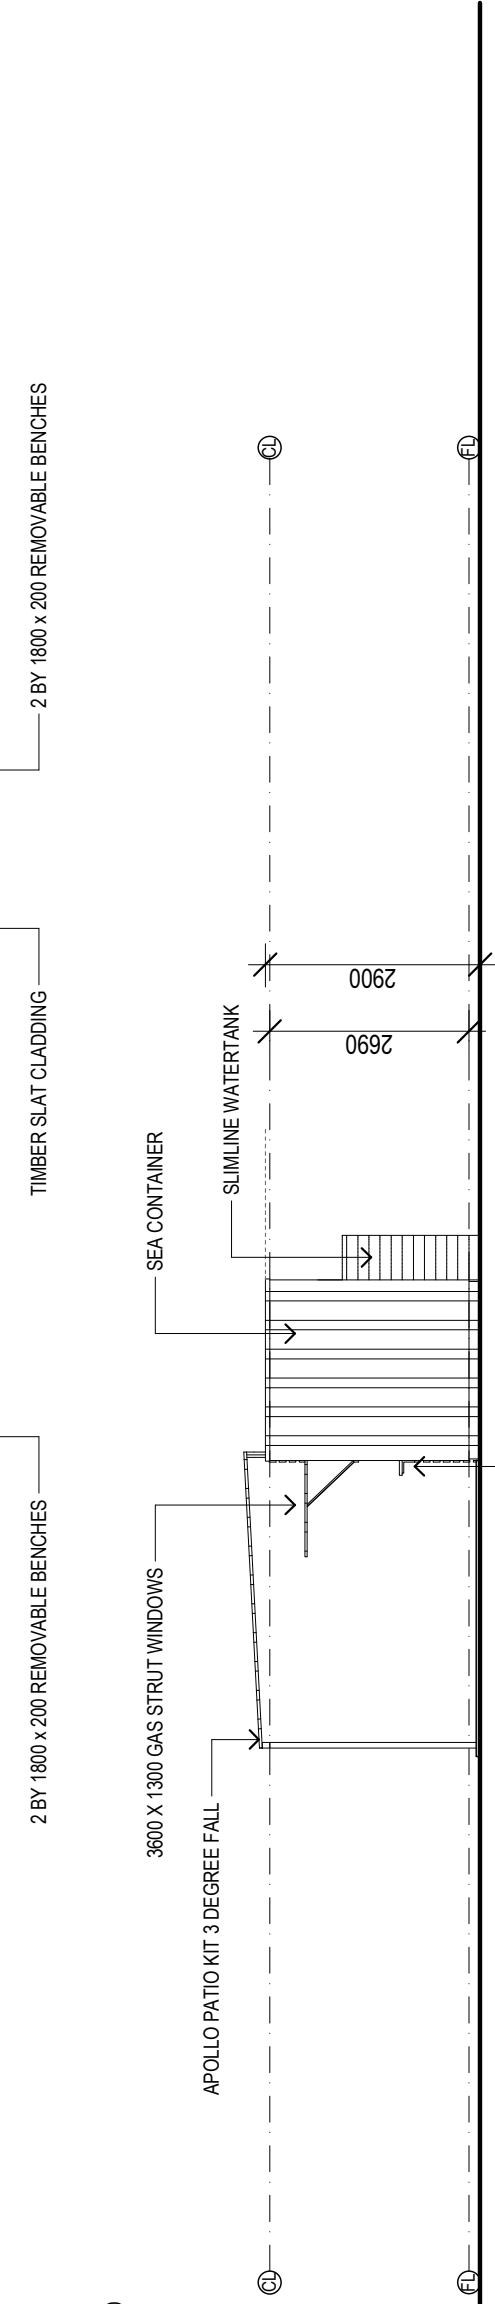 2 BY 1800 x 200 REMOVABLE BENCHES
TIMBER SLAT CLADDING
2 BY 1800 x 200 REMOVABLE BENCHES
3600 X 1300 GAS STRUT WINDOWS
SEA CONTAINER
APOLLO PATIO KIT 3 DEGREE FALL
SLIMLINE WATERTANK
CL
CL
2690
2900
FL
FL